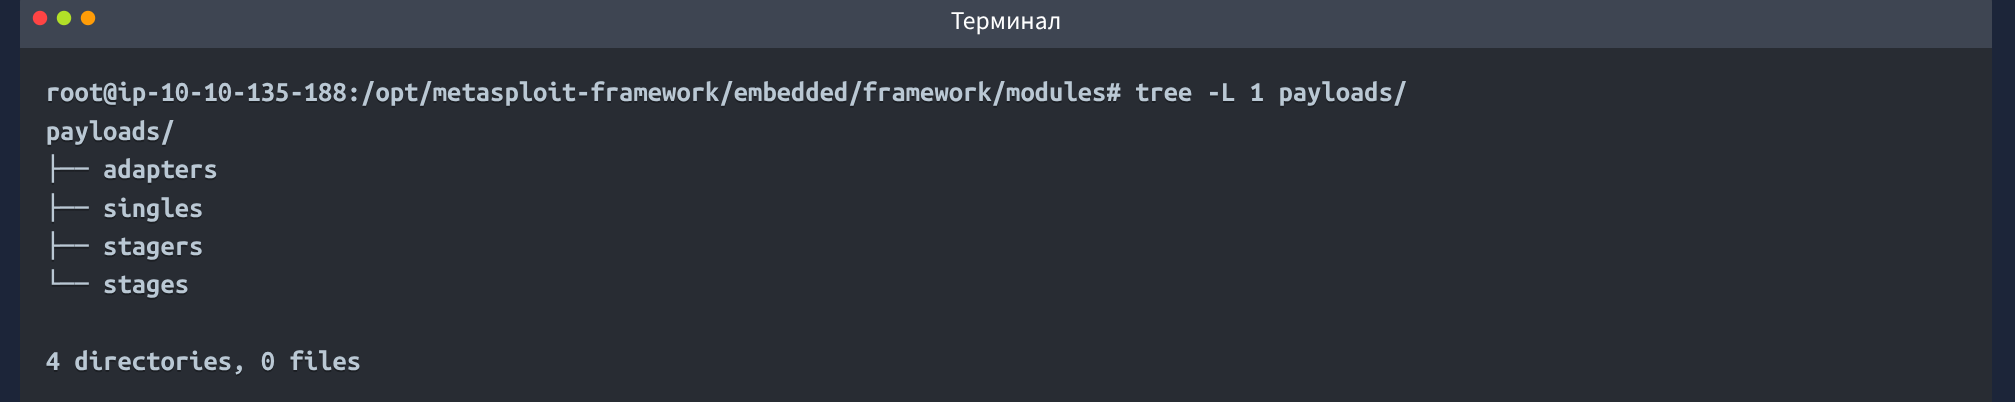 Терминал
root@ip-10-10-135-188:/opt/metasploit-framework/embedded/framework/modules# tree -L 1 payloads/
payloads/
├── adapters
├── singles
├── stagers
└── stages
4 directories, 0 files